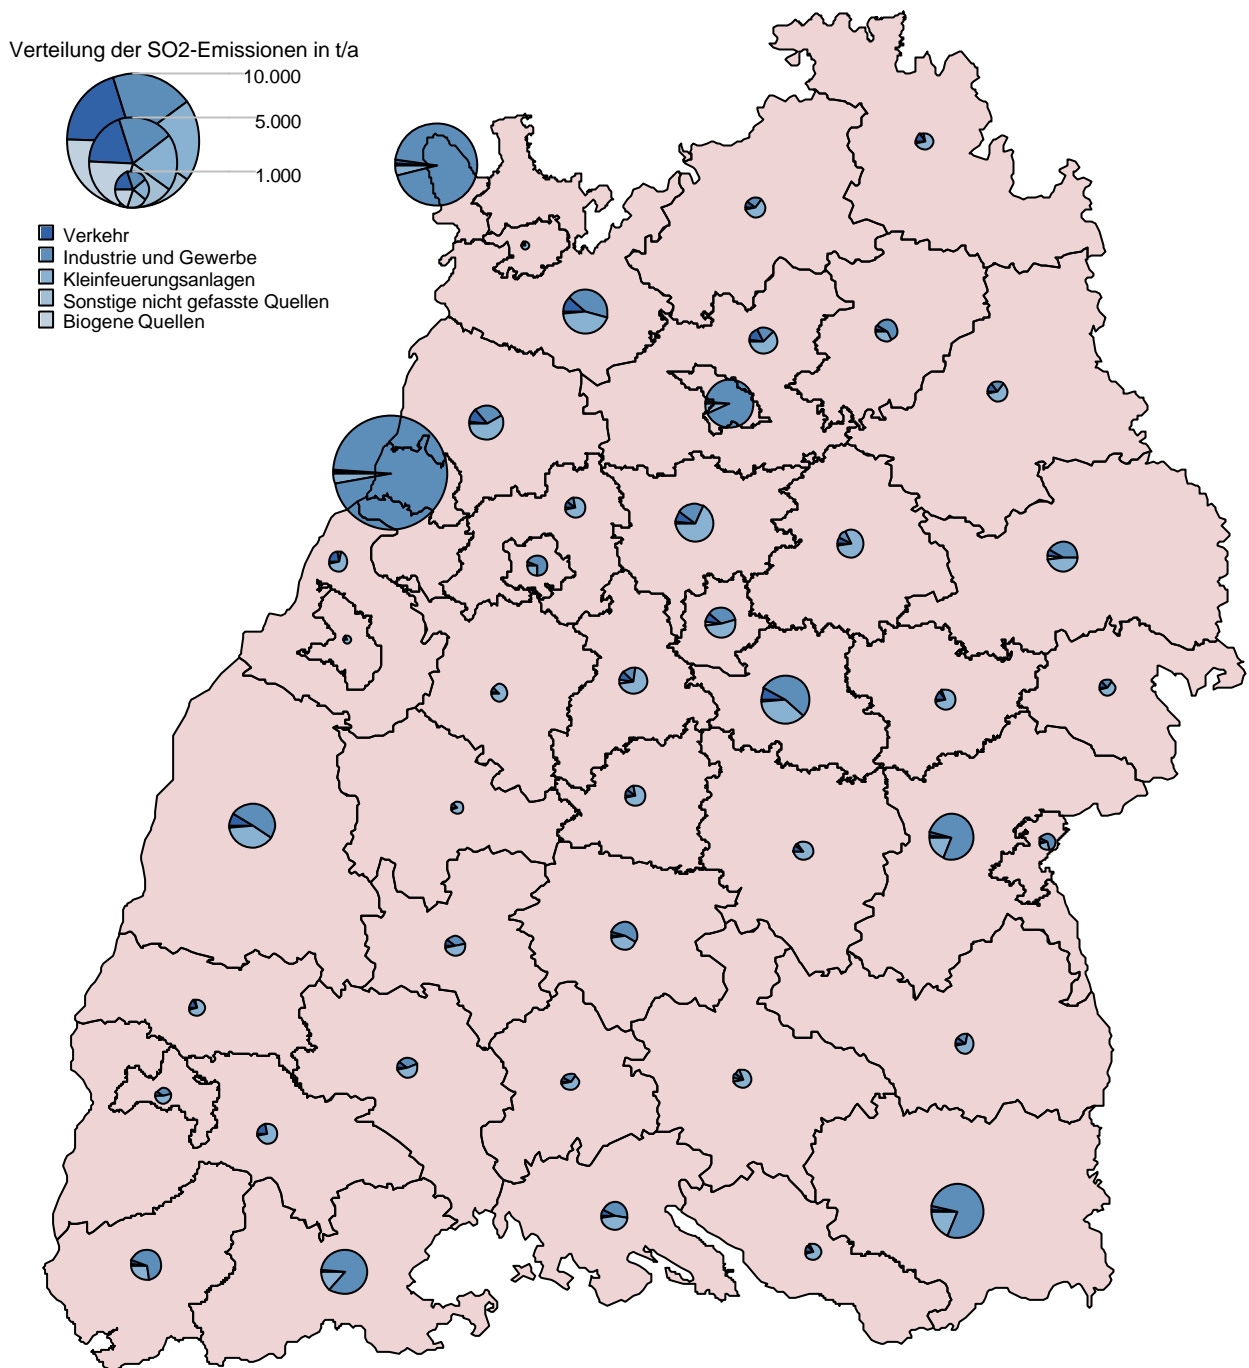 Verteilung der SO2-Emissionen in t/a
10.000
5.000
1.000
Verkehr
Industrie und Gewerbe
Kleinfeuerungsanlagen
Sonstige nicht gefasste Quellen
Biogene Quellen